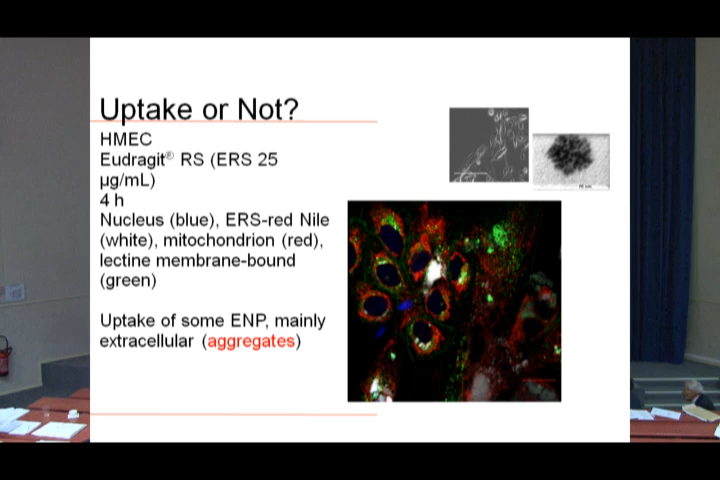 Uptake or Not?
HMEC
Eudragit® RS (ERS 25
µg/mL)
4 h
Nucleus (blue), ERS-red Nile
(white), mitochondrion (red),
lectine membrane-bound
(green)
Uptake of some ENP, mainly
extracellular (aggregates)